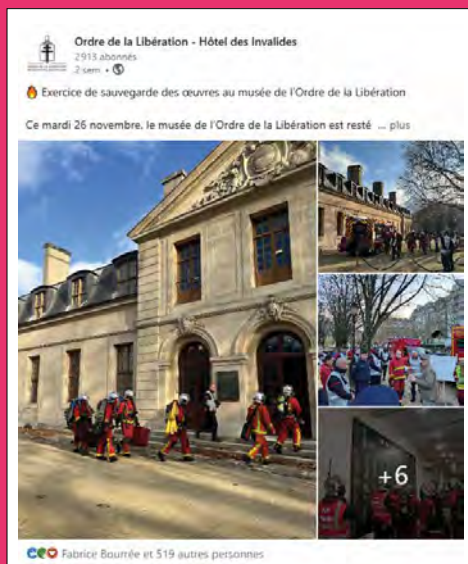 Ordre de la Libération - Hôtel des Invalides
2 913 abonnés
2 sem. •
Exercice de sauvegarde des œuvres au musée de l'Ordre de la Libération
Ce mardi 26 novembre, le musée de l'Ordre de la Libération est resté ... plus
+6
Fabrice Bourrée et 519 autres personnes